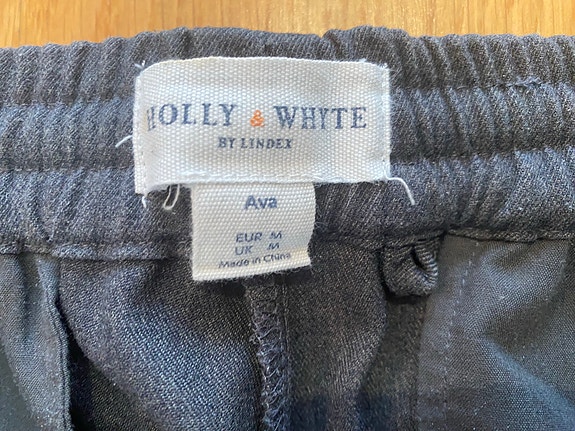 HOLLY & WHYTE
BY LINDEX
Ava
EUR M
UK M
Made in China